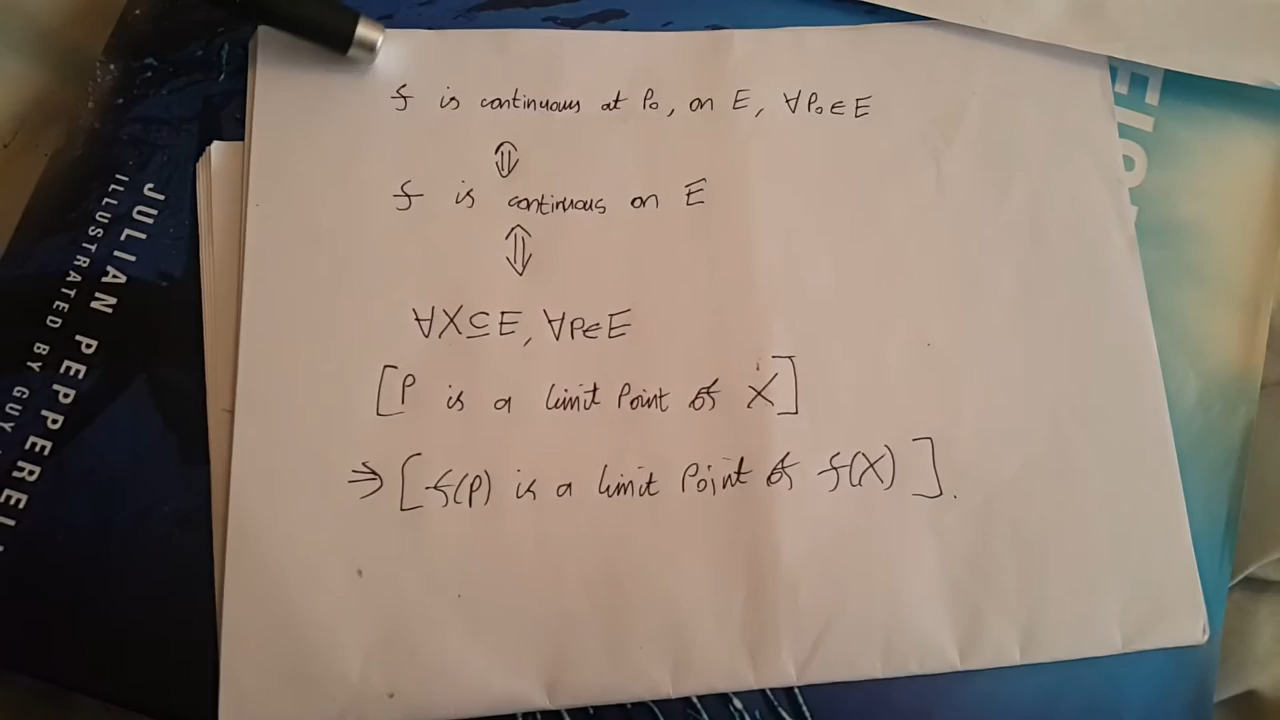 f is continuous at P₀, on E, ∀P₀∈E
⇕
f is continuous on E
⇕
∀X⊆E, ∀P∈E
[P is a limit point of X]
⇒ [f(P) is a limit point of f(X)].
JULIAN PEPPERELL
ILLUSTRATED BY GUY